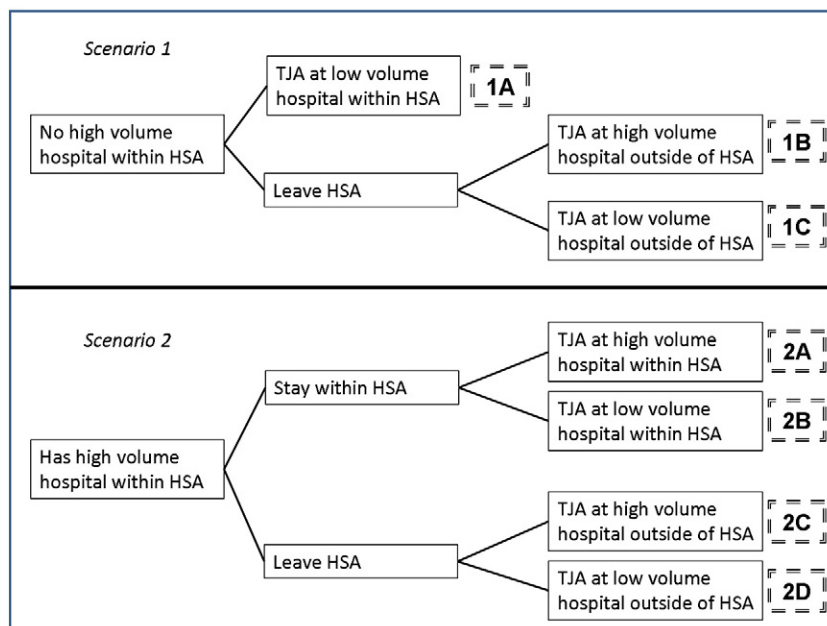 Scenario 1
TJA at low volume
hospital within HSA
1A
No high volume
hospital within HSA
TJA at high volume
hospital outside of HSA
1B
Leave HSA
TJA at low volume
hospital outside of HSA
1C
Scenario 2
TJA at high volume
hospital within HSA
2A
Stay within HSA
TJA at low volume
hospital within HSA
2B
Has high volume
hospital within HSA
TJA at high volume
hospital outside of HSA
2C
Leave HSA
TJA at low volume
hospital outside of HSA
2D